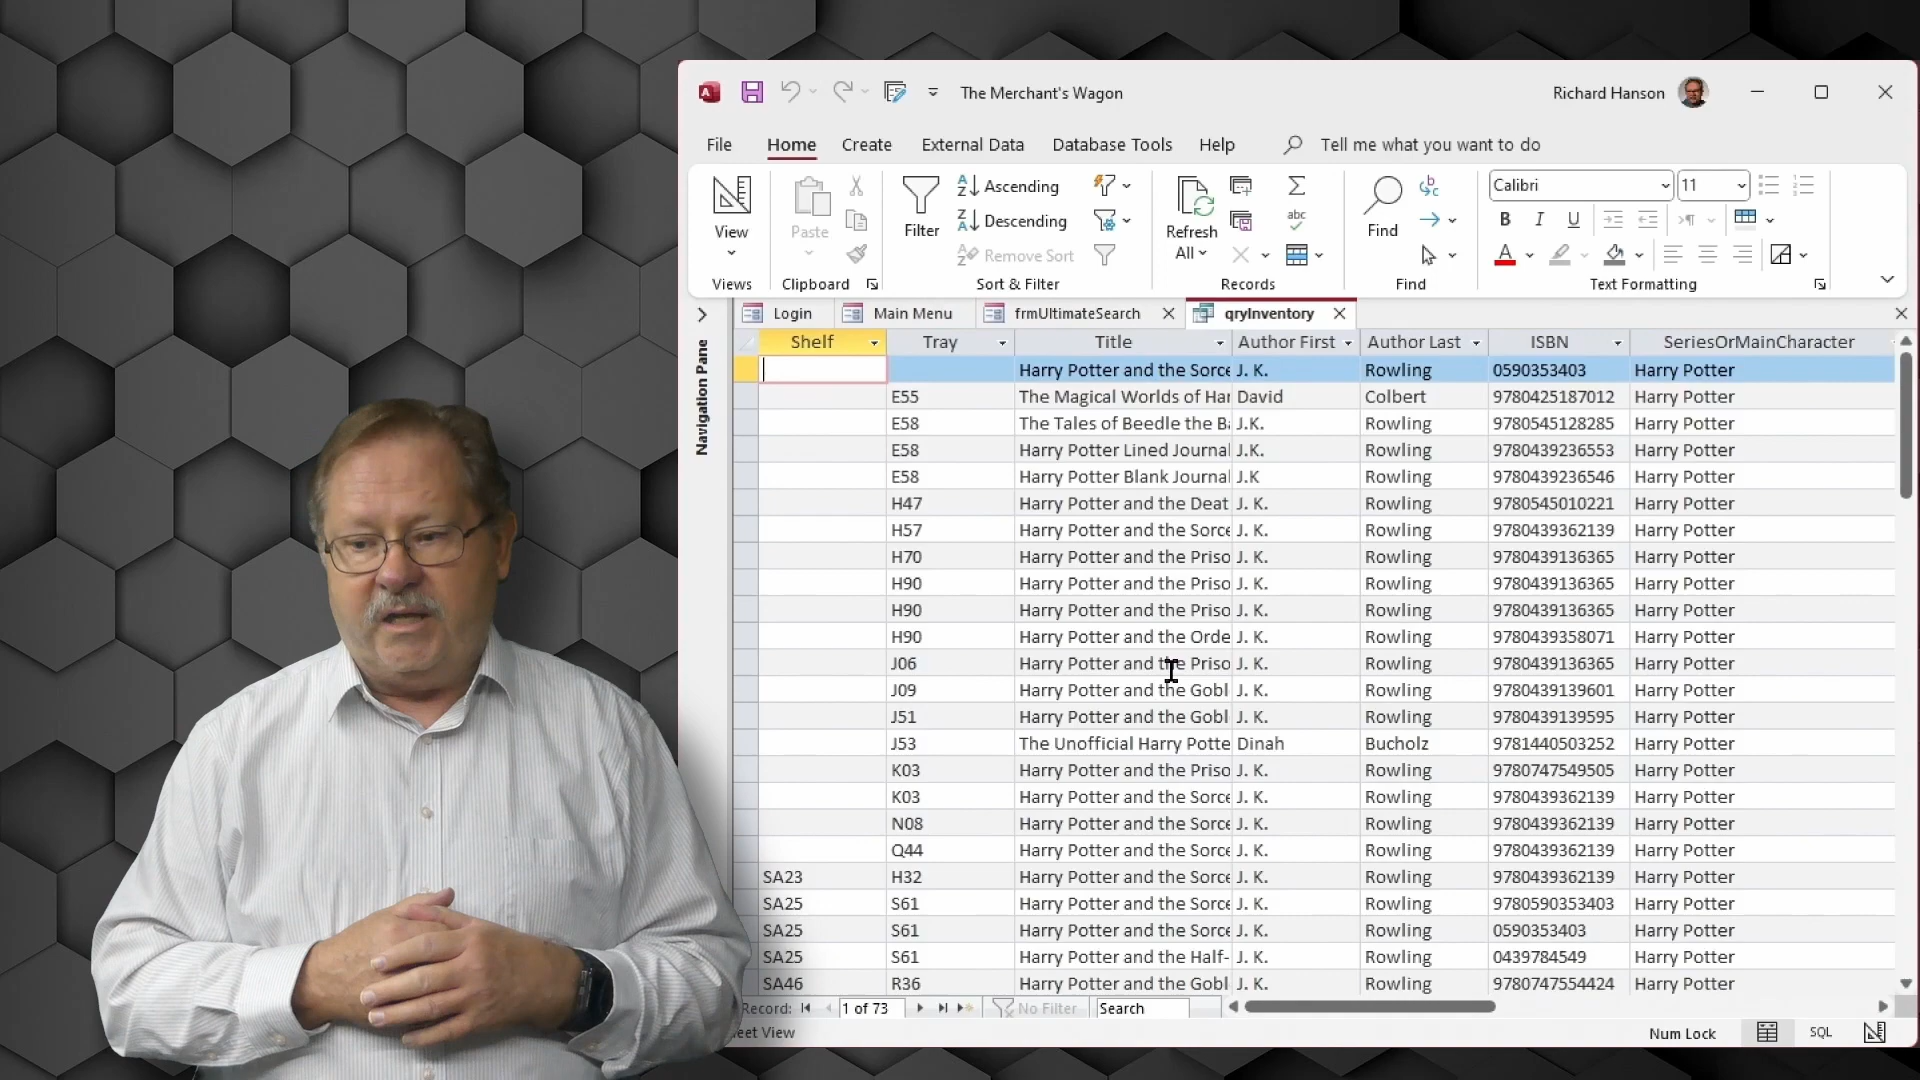 The Merchant's Wagon
Richard Hanson
File Home Create External Data Database Tools Help Tell me what you want to do
View
Views
Paste
Clipboard
Filter
Ascending
Descending
Remove Sort
Sort & Filter
Refresh
All
Records
Find
Find
Calibri 11
B I U
Text Formatting
Login Main Menu frmUltimateSearch qryInventory
Navigation Pane
Shelf Tray Title Author First Author Last ISBN SeriesOrMainCharacter
Harry Potter and the Sorce J. K. Rowling 0590353403 Harry Potter
E55 The Magical Worlds of Har David Colbert 9780425187012 Harry Potter
E58 The Tales of Beedle the Ba J.K. Rowling 9780545128285 Harry Potter
E58 Harry Potter Lined Journal J.K. Rowling 9780439236553 Harry Potter
E58 Harry Potter Blank Journal J.K Rowling 9780439236546 Harry Potter
H47 Harry Potter and the Deat J. K. Rowling 9780545010221 Harry Potter
H57 Harry Potter and the Sorce J. K. Rowling 9780439362139 Harry Potter
H70 Harry Potter and the Priso J. K. Rowling 9780439136365 Harry Potter
H90 Harry Potter and the Priso J. K. Rowling 9780439136365 Harry Potter
H90 Harry Potter and the Priso J. K. Rowling 9780439136365 Harry Potter
H90 Harry Potter and the Orde J. K. Rowling 9780439358071 Harry Potter
J06 Harry Potter and the Priso J. K. Rowling 9780439136365 Harry Potter
J09 Harry Potter and the Gobl J. K. Rowling 9780439139601 Harry Potter
J51 Harry Potter and the Gobl J. K. Rowling 9780439139595 Harry Potter
J53 The Unofficial Harry Potte Dinah Bucholz 9781440503252 Harry Potter
K03 Harry Potter and the Priso J. K. Rowling 9780747549505 Harry Potter
K03 Harry Potter and the Sorce J. K. Rowling 9780439362139 Harry Potter
N08 Harry Potter and the Sorce J. K. Rowling 9780439362139 Harry Potter
Q44 Harry Potter and the Sorce J. K. Rowling 9780439362139 Harry Potter
SA23 H32 Harry Potter and the Sorce J. K. Rowling 9780439362139 Harry Potter
SA25 S61 Harry Potter and the Sorce J. K. Rowling 9780590353403 Harry Potter
SA25 S61 Harry Potter and the Sorce J. K. Rowling 0590353403 Harry Potter
SA25 S61 Harry Potter and the Half- J. K. Rowling 0439784549 Harry Potter
SA46 R36 Harry Potter and the Gobl J. K. Rowling 9780747554424 Harry Potter
Record: 1 of 73 No Filter Search
eet View Num Lock SQL